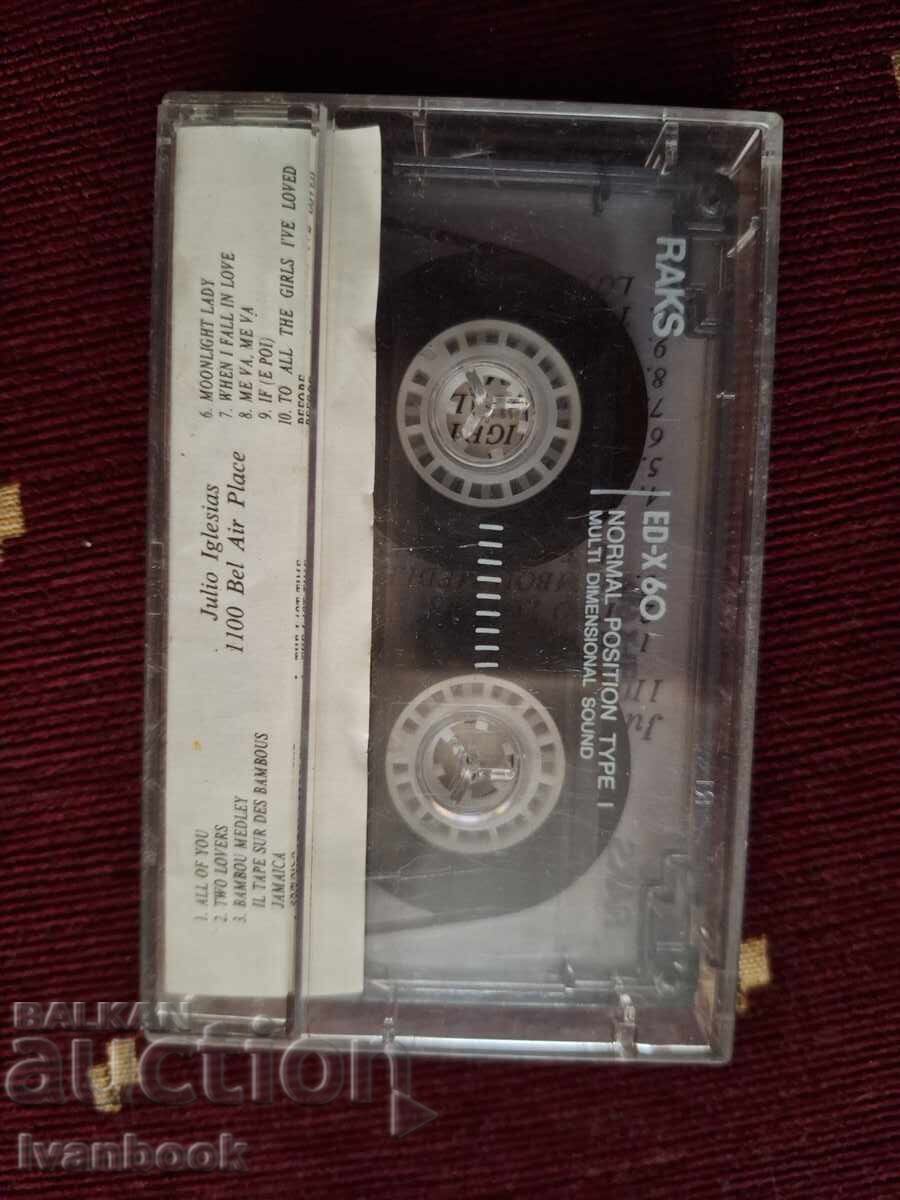 Julio Iglesias
1100 Bel Air Place
1. ALL OF YOU
2. TWO LOVERS
3. BAMBOU MEDLEY
IL TAPE SUR DES BAMBOUS
JAMAICA
6. MOONLIGHT LADY
7. WHEN I FALL IN LOVE
8. ME VA, ME VA
9. IF (E POI)
10. TO ALL THE GIRLS I'VE LOVED
BEFORE
RAKS
ED-X 60
NORMAL POSITION TYPE I
MULTI DIMENSIONAL SOUND
BALKAN
auction
Ivanbook